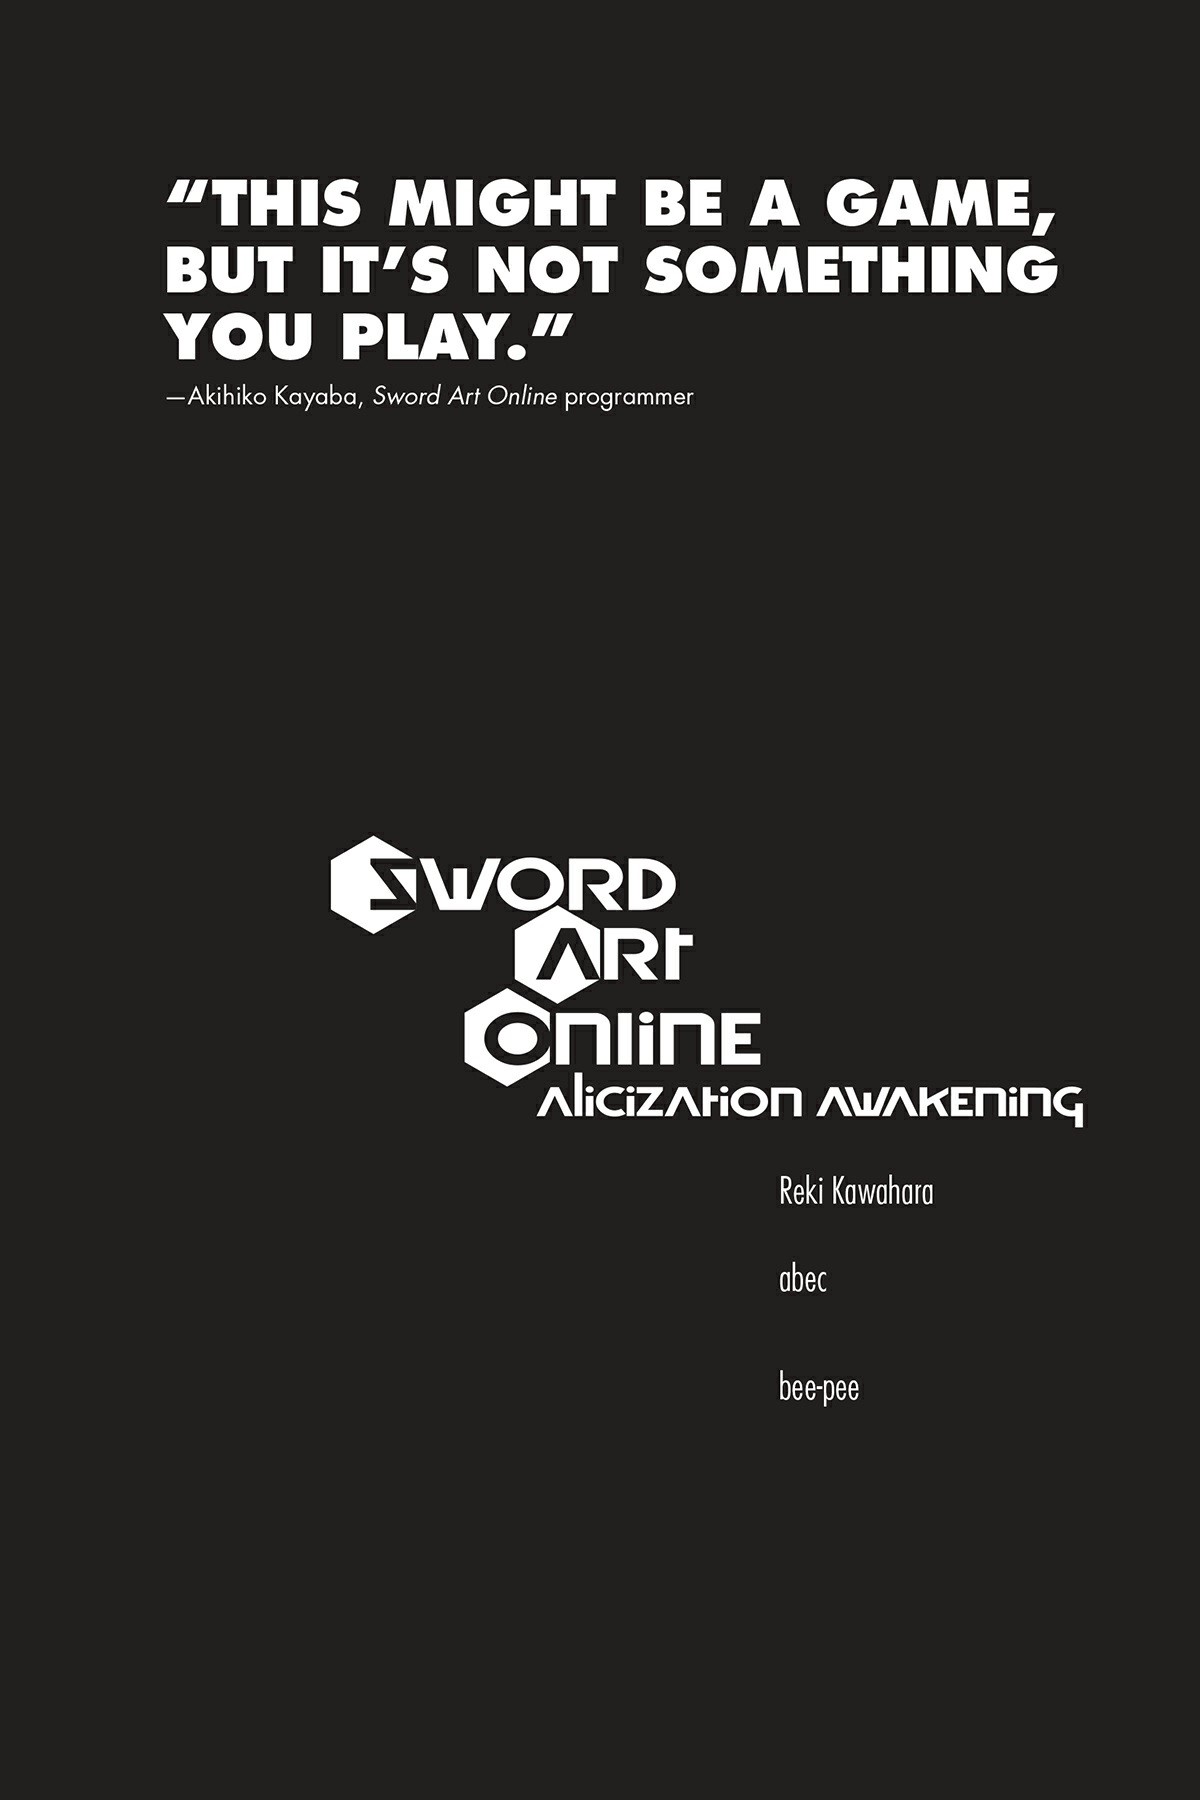 “THIS MIGHT BE A GAME,
BUT IT’S NOT SOMETHING
YOU PLAY.”
—Akihiko Kayaba, Sword Art Online programmer
SWORD
ART
ONLINE
ALICIZATION AWAKENING
Reki Kawahara
abec
bee-pee